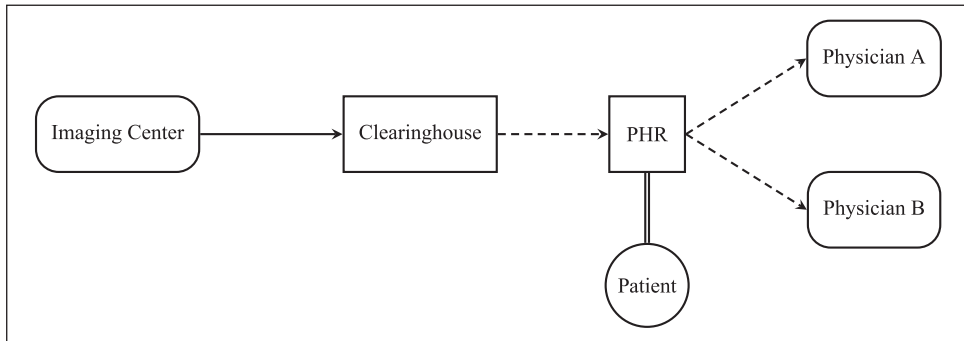 Imaging Center
Clearinghouse
PHR
Physician A
Physician B
Patient